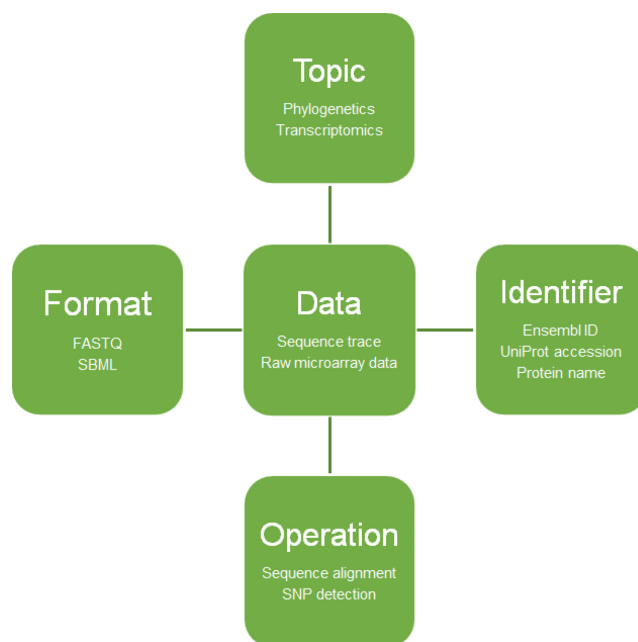 Topic
Phylogenetics
Transcriptomics
Format
FASTQ
SBML
Data
Sequence trace
Raw microarray data
Identifier
Ensembl ID
UniProt accession
Protein name
Operation
Sequence alignment
SNP detection